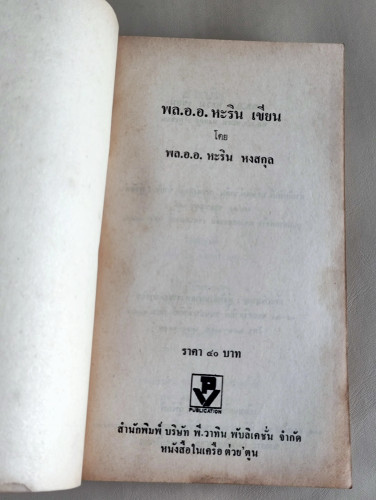 พล.อ.อ. หะริน เขียน
โดย
พล.อ.อ. หะริน หงสกุล
ราคา ๔๐ บาท
PV
PUBLICATION
สำนักพิมพ์ บริษัท พี.วาทิน พับลิเคชั่น จำกัด
หนังสือในเครือ ต่วย'ตูน